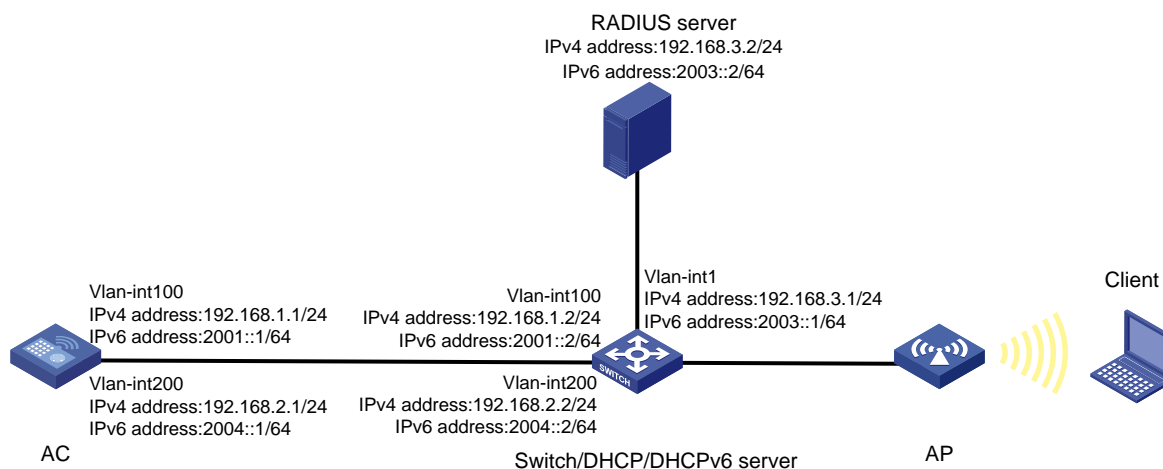 RADIUS server
IPv4 address:192.168.3.2/24
IPv6 address:2003::2/64
Vlan-int100
IPv4 address:192.168.1.1/24
IPv6 address:2001::1/64
Vlan-int100
IPv4 address:192.168.1.2/24
IPv6 address:2001::2/64
Vlan-int1
IPv4 address:192.168.3.1/24
IPv6 address:2003::1/64
Client
SWITCH
Vlan-int200
IPv4 address:192.168.2.1/24
IPv6 address:2004::1/64
Vlan-int200
IPv4 address:192.168.2.2/24
IPv6 address:2004::2/64
AC
Switch/DHCP/DHCPv6 server
AP